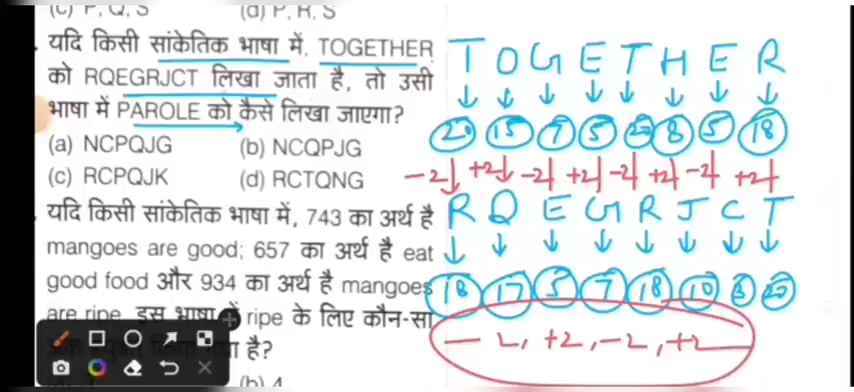 (c) P, Q, S (d) P, R, S
यदि किसी सांकेतिक भाषा में, TOGETHER
को RQEGRJCT लिखा जाता है, तो उसी
भाषा में PAROLE को कैसे लिखा जाएगा?
(a) NCPQJG (b) NCQPJG
(c) RCPQJK (d) RCTQNG
यदि किसी सांकेतिक भाषा में, 743 का अर्थ है
mangoes are good; 657 का अर्थ है eat
good food और 934 का अर्थ है mangoes
are ripe. इस भाषा में ripe के लिए कौन-सा
है?
(b) 4
T O G E T H E R
20 15 7 5 20 8 5 18
-2 +2 -2 +2 -2 +2 -2 +2
R Q E G R J C T
18 17 5 7 18 10 3 20
- 2, +2, -2, +2